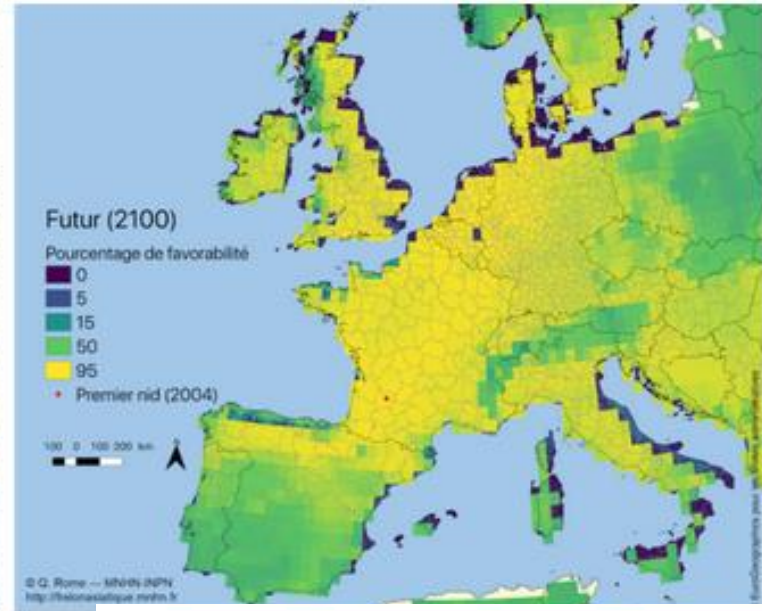 Futur (2100)
Pourcentage de favorabilité
0
5
15
50
95
Premier nid (2004)
100 0 100 200 km
© Q. Rome — MNHN-INPN
http://frelonasiatique.mnhn.fr